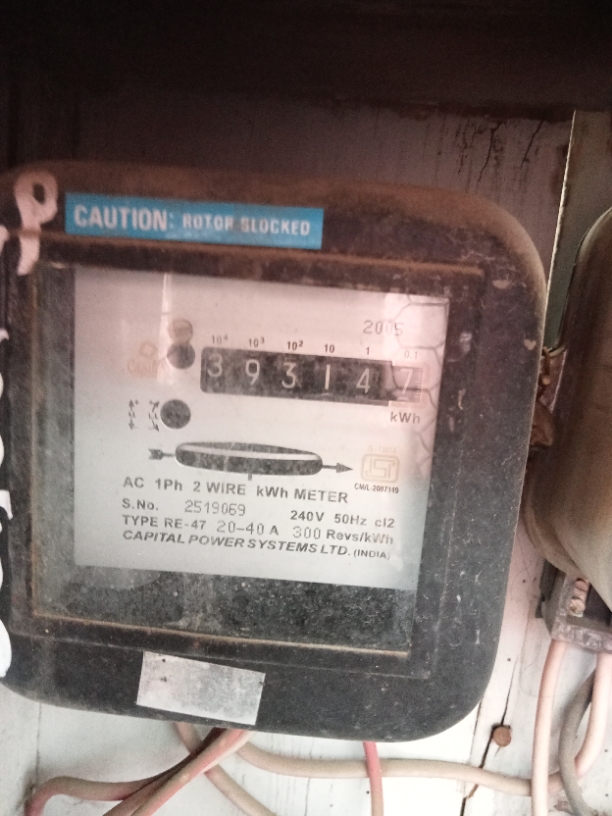 CAUTION: ROTOR BLOCKED
2005
10⁴ 10³ 10² 10 1 0.1
3 9 3 1 4 7
kWh
AC 1Ph 2 WIRE kWh METER
CM/L-2087149
S.No. 2519069 240V 50Hz cl2
TYPE RE-47 20-40 A 300 Revs/kWh
CAPITAL POWER SYSTEMS LTD. (INDIA)